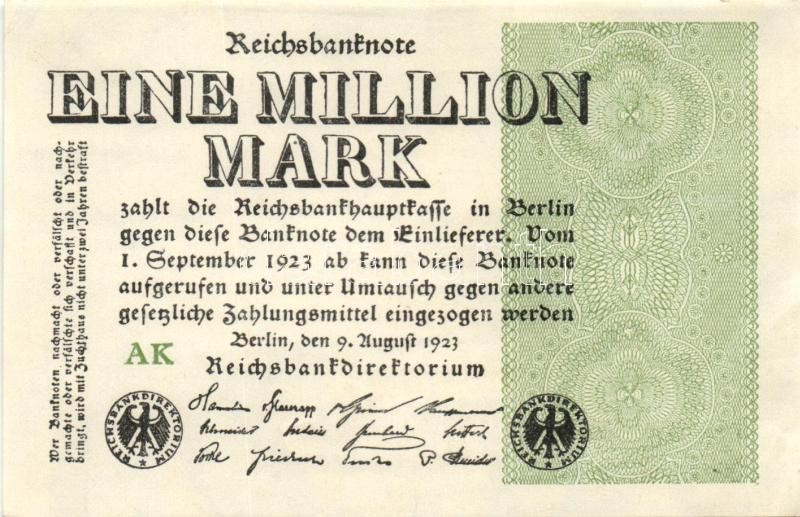 Reichsbanknote
EINE MILLION
MARK
zahlt die Reichsbankhauptkasse in Berlin
gegen diese Banknote dem Einlieferer. Vom
1. September 1923 ab kann diese Banknote
aufgerufen und unter Umtausch gegen andere
gesetzliche Zahlungsmittel eingezogen werden
Berlin, den 9. August 1923
Reichsbankdirektorium
AK
Wer Banknoten nachmacht oder verfälscht oder nach-
gemachte oder verfälschte sich verschafft und in Verkehr
bringt, wird mit Zuchthaus nicht unter zwei Jahren bestraft
REICHSBANKDIREKTORIUM
REICHSBANKDIREKTORIUM